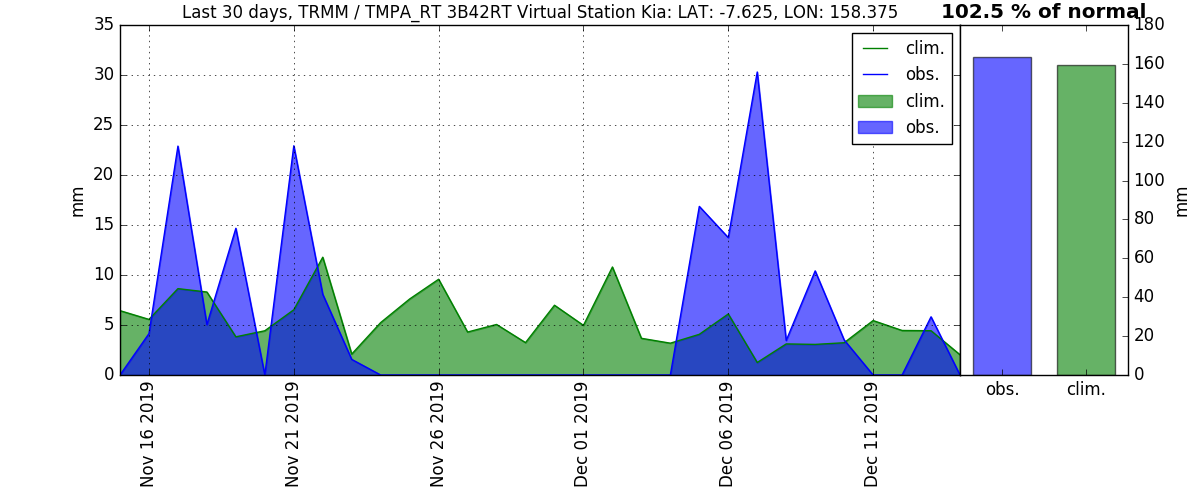 Last 30 days, TRMM / TMPA_RT 3B42RT Virtual Station Kia: LAT: -7.625, LON: 158.375
102.5 % of normal
35
30
25
20
15
10
5
0
mm
clim.
obs.
clim.
obs.
180
160
140
120
100
80
60
40
20
0
mm
Nov 16 2019
Nov 21 2019
Nov 26 2019
Dec 01 2019
Dec 06 2019
Dec 11 2019
obs.
clim.